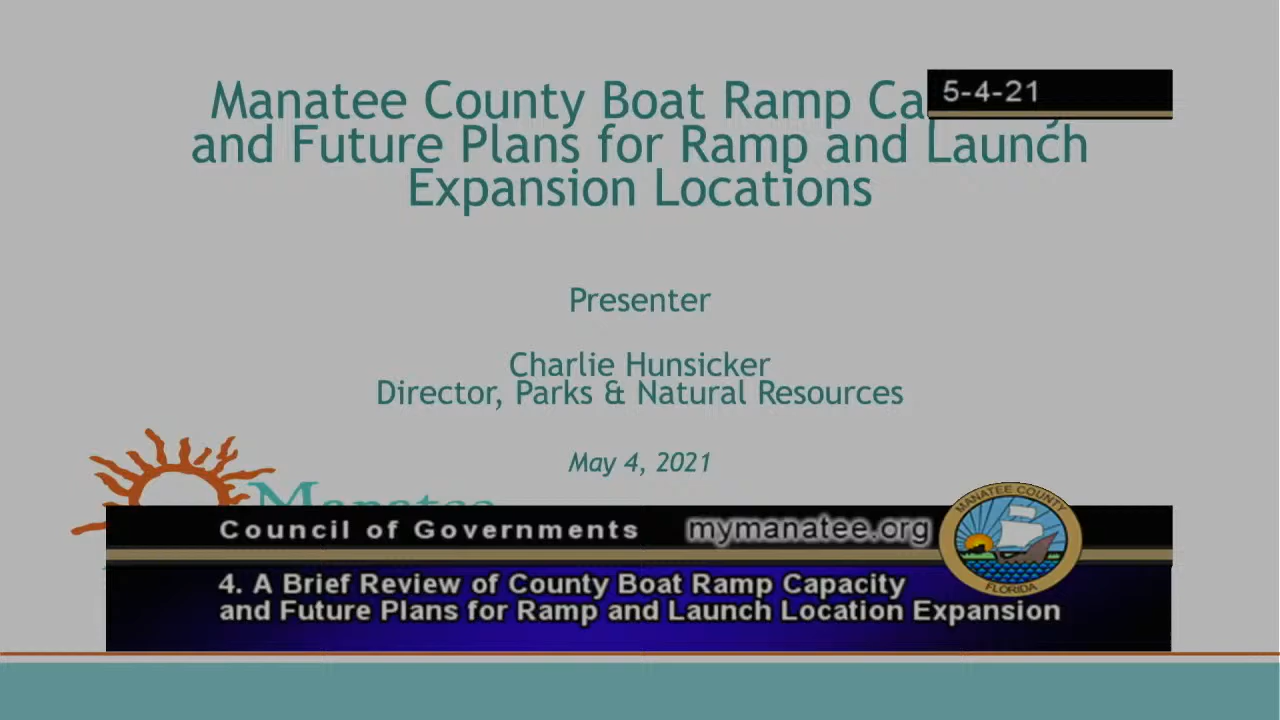 Manatee County Boat Ramp
5-4-21
and Future Plans for Ramp and Launch
Expansion Locations
Presenter
Charlie Hunsicker
Director, Parks & Natural Resources
May 4, 2021
Manatee
Council of Governments
mymanatee.org
MANATEE COUNTY
FLORIDA
4. A Brief Review of County Boat Ramp Capacity
and Future Plans for Ramp and Launch Location Expansion